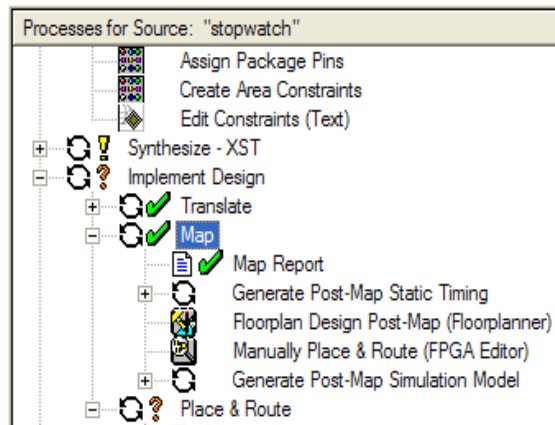 Processes for Source: "stopwatch"
Assign Package Pins
Create Area Constraints
Edit Constraints (Text)
Synthesize - XST
Implement Design
Translate
Map
Map Report
Generate Post-Map Static Timing
Floorplan Design Post-Map (Floorplanner)
Manually Place & Route (FPGA Editor)
Generate Post-Map Simulation Model
Place & Route